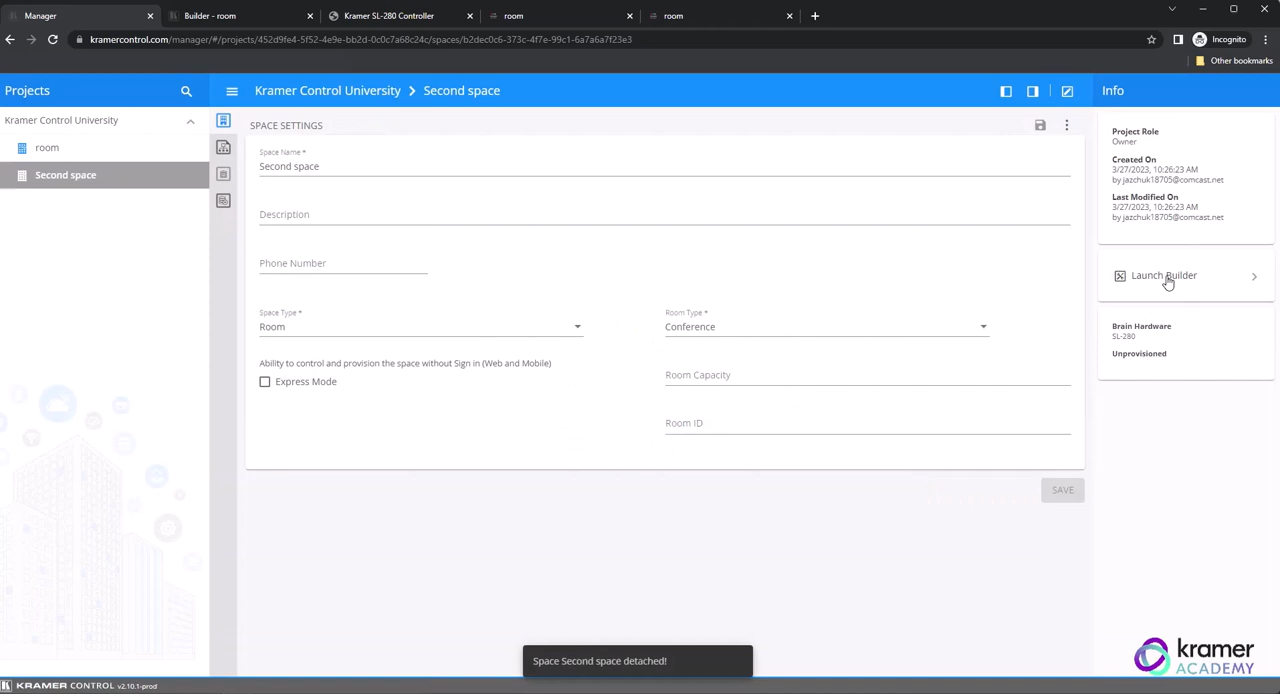 Manager
Builder - room
Kramer SL-280 Controller
room
room
kramercontrol.com/manager/#/projects/452d9fe4-5f52-4e9e-bb2d-0c0c7a68c24c/spaces/b2dec0c6-373c-4f7e-99c1-6a7a6a7f23e3
Incognito
Other bookmarks
Projects
Kramer Control University
Second space
Info
Kramer Control University
room
Second space
SPACE SETTINGS
Space Name *
Second space
Description
Phone Number
Space Type *
Room
Room Type *
Conference
Ability to control and provision the space without Sign in (Web and Mobile)
Express Mode
Room Capacity
Room ID
SAVE
Project Role
Owner
Created On
3/27/2023, 10:26:23 AM
by jazchuk18705@comcast.net
Last Modified On
3/27/2023, 10:26:23 AM
by jazchuk18705@comcast.net
Launch Builder
Brain Hardware
SL-280
Unprovisioned
Space Second space detached!
kramer
ACADEMY
KRAMER CONTROL v2.10.1-prod